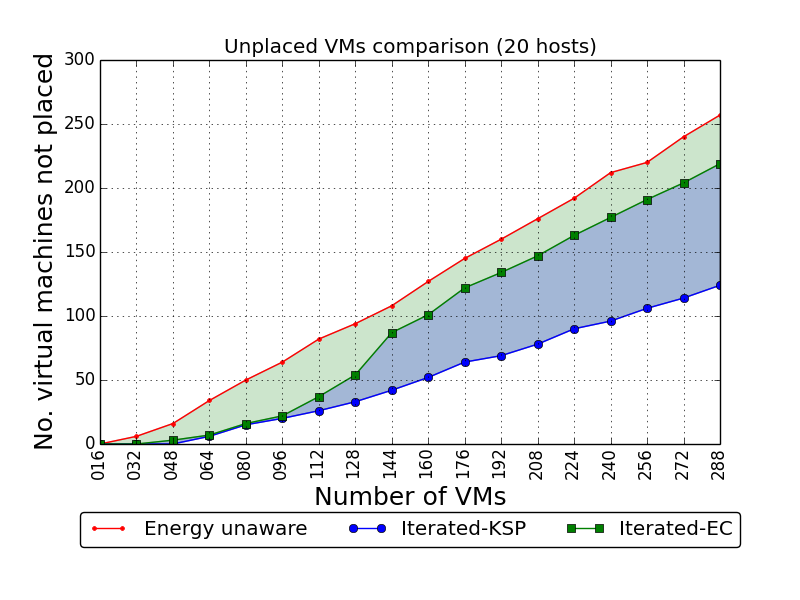 Unplaced VMs comparison (20 hosts)
No. virtual machines not placed
300
250
200
150
100
50
0
016 032 048 064 080 096 112 128 144 160 176 192 208 224 240 256 272 288
Number of VMs
Energy unaware Iterated-KSP Iterated-EC